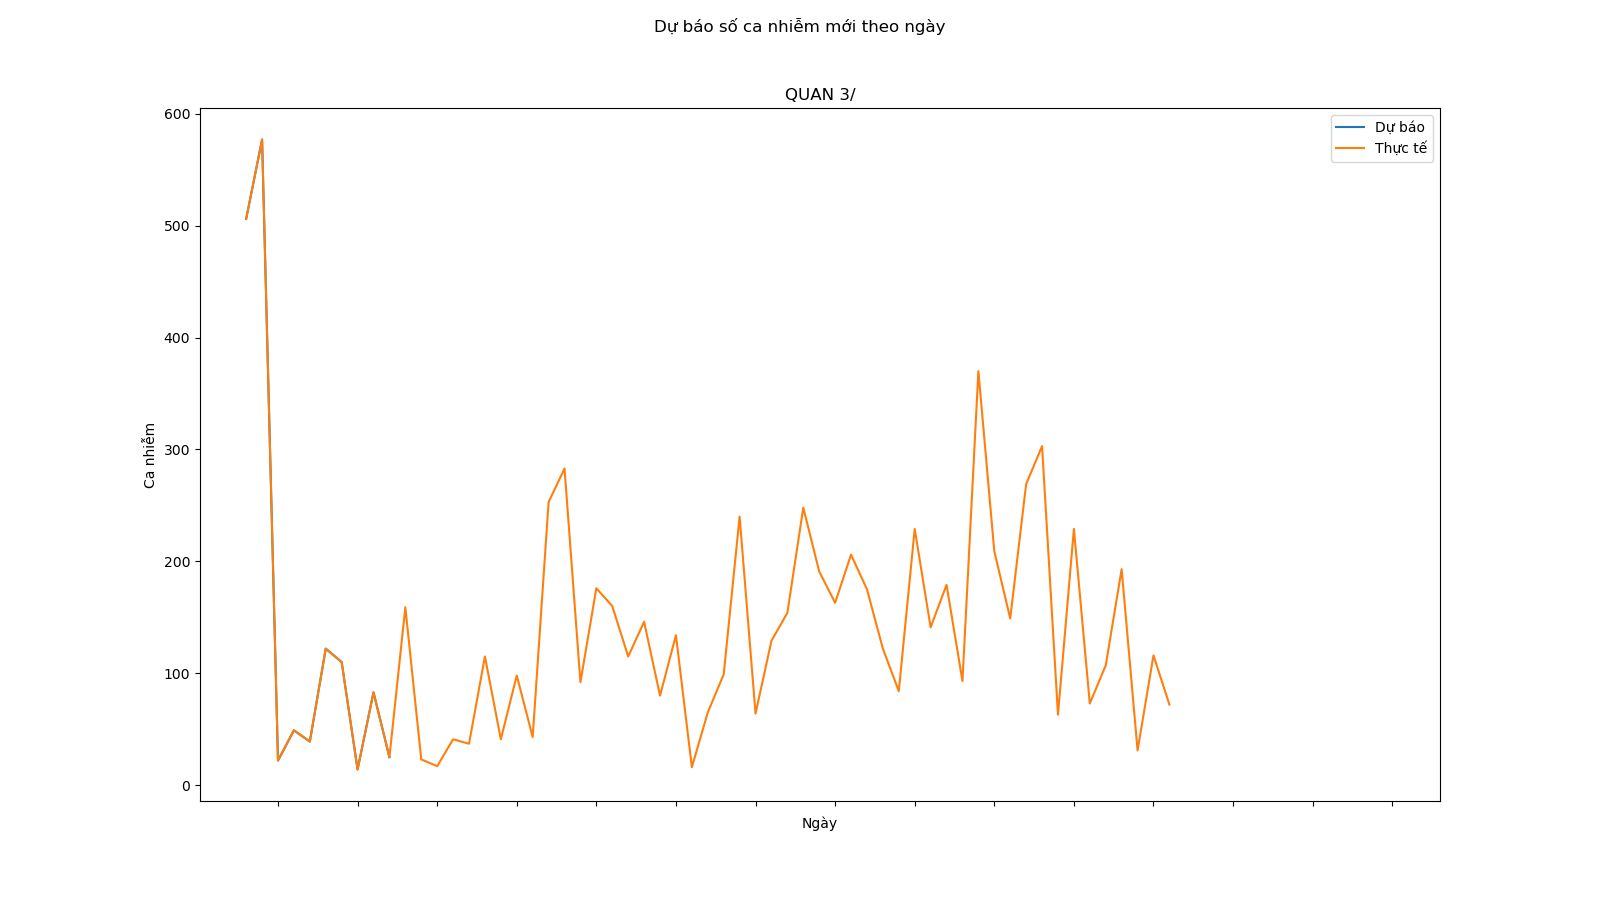 Dự báo số ca nhiễm mới theo ngày
QUAN 3/
Dự báo
Thực tế
600
500
400
300
200
100
0
Ca nhiễm
Ngày